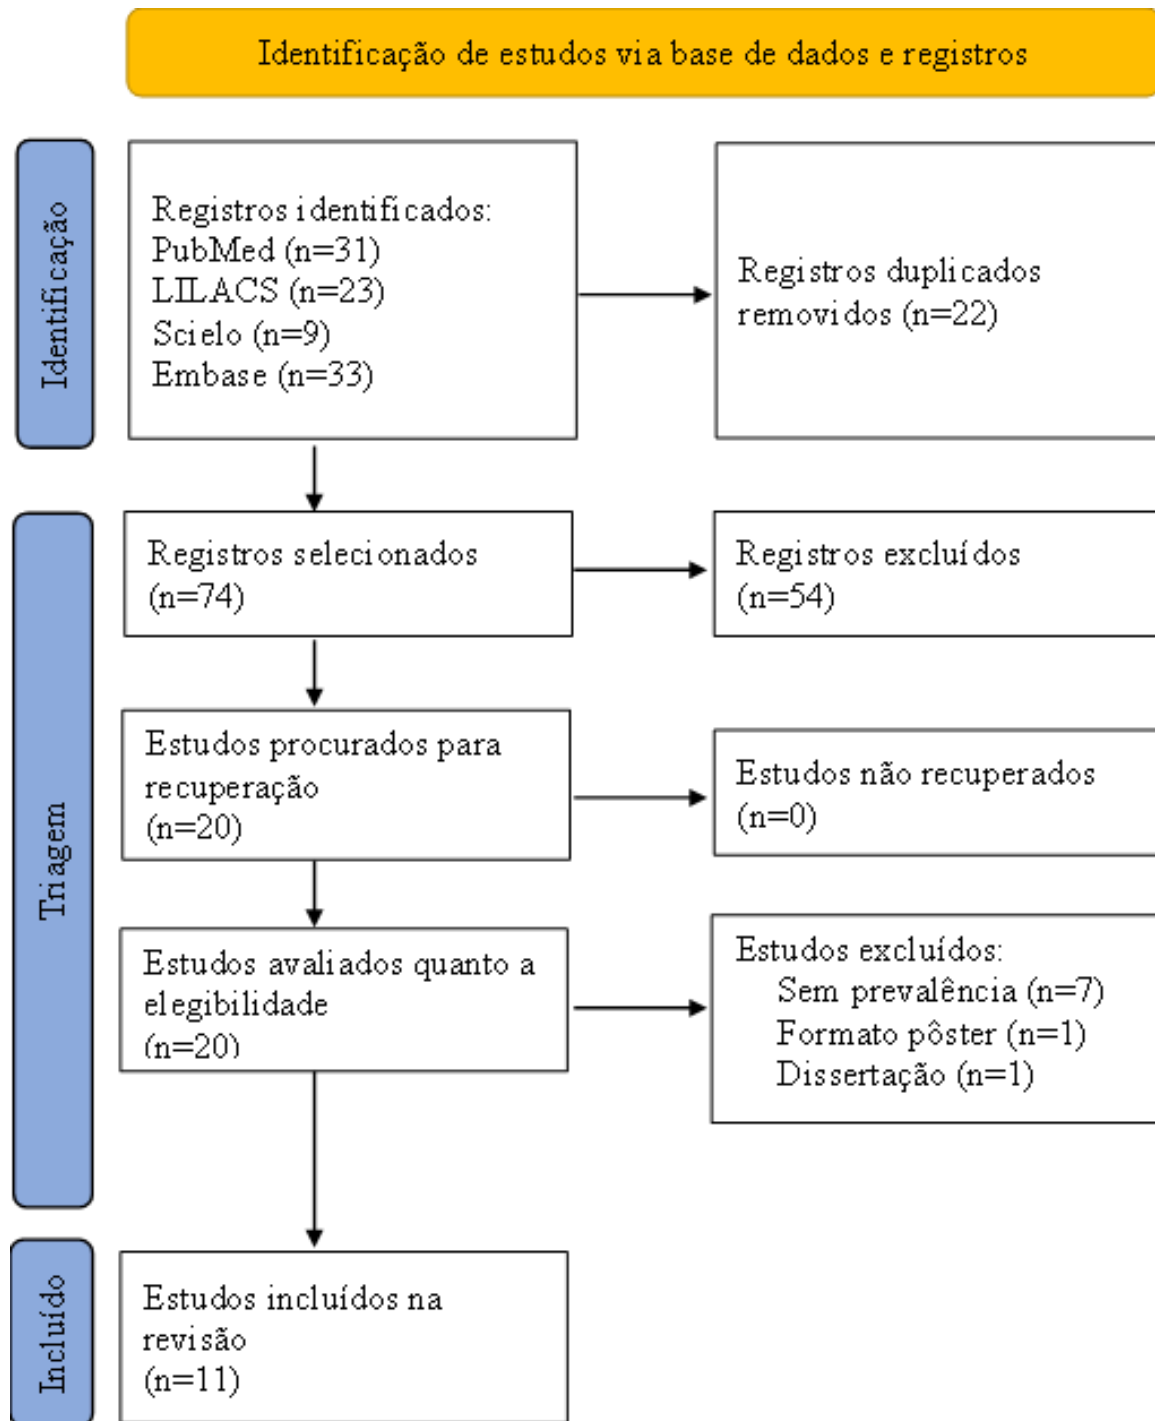 Identificação de estudos via base de dados e registros
Identificação
Registros identificados:
PubMed (n=31)
LILACS (n=23)
Scielo (n=9)
Embase (n=33)
Registros duplicados
removidos (n=22)
Triagem
Registros selecionados
(n=74)
Registros excluídos
(n=54)
Estudos procurados para
recuperação
(n=20)
Estudos não recuperados
(n=0)
Estudos avaliados quanto a
elegibilidade
(n=20)
Estudos excluídos:
Sem prevalência (n=7)
Formato pôster (n=1)
Dissertação (n=1)
Incluído
Estudos incluídos na
revisão
(n=11)